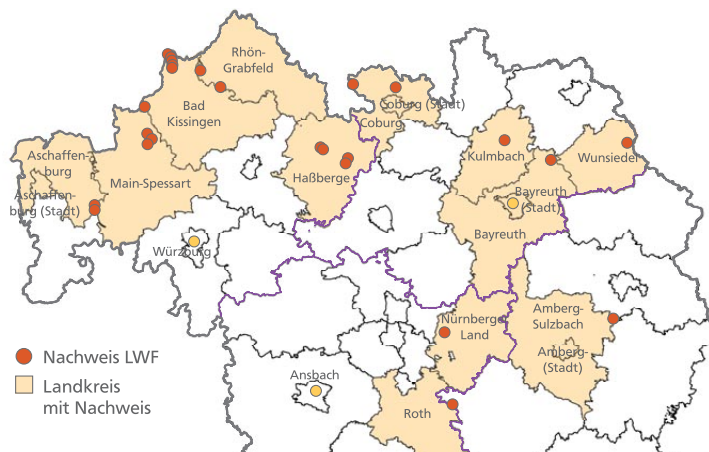 Rhön-
Grabfeld
Bad
Kissingen
Coburg (Stadt)
Coburg
Aschaffen-
burg
Main-Spessart
Aschaffen-
burg (Stadt)
Haßberge
Kulmbach
Wunsiedel
Bayreuth
(Stadt)
Bayreuth
Würzburg
Nürnberger
Land
Amberg-
Sulzbach
Amberg-
(Stadt)
Ansbach
Roth
Nachweis LWF
Landkreis
mit Nachweis